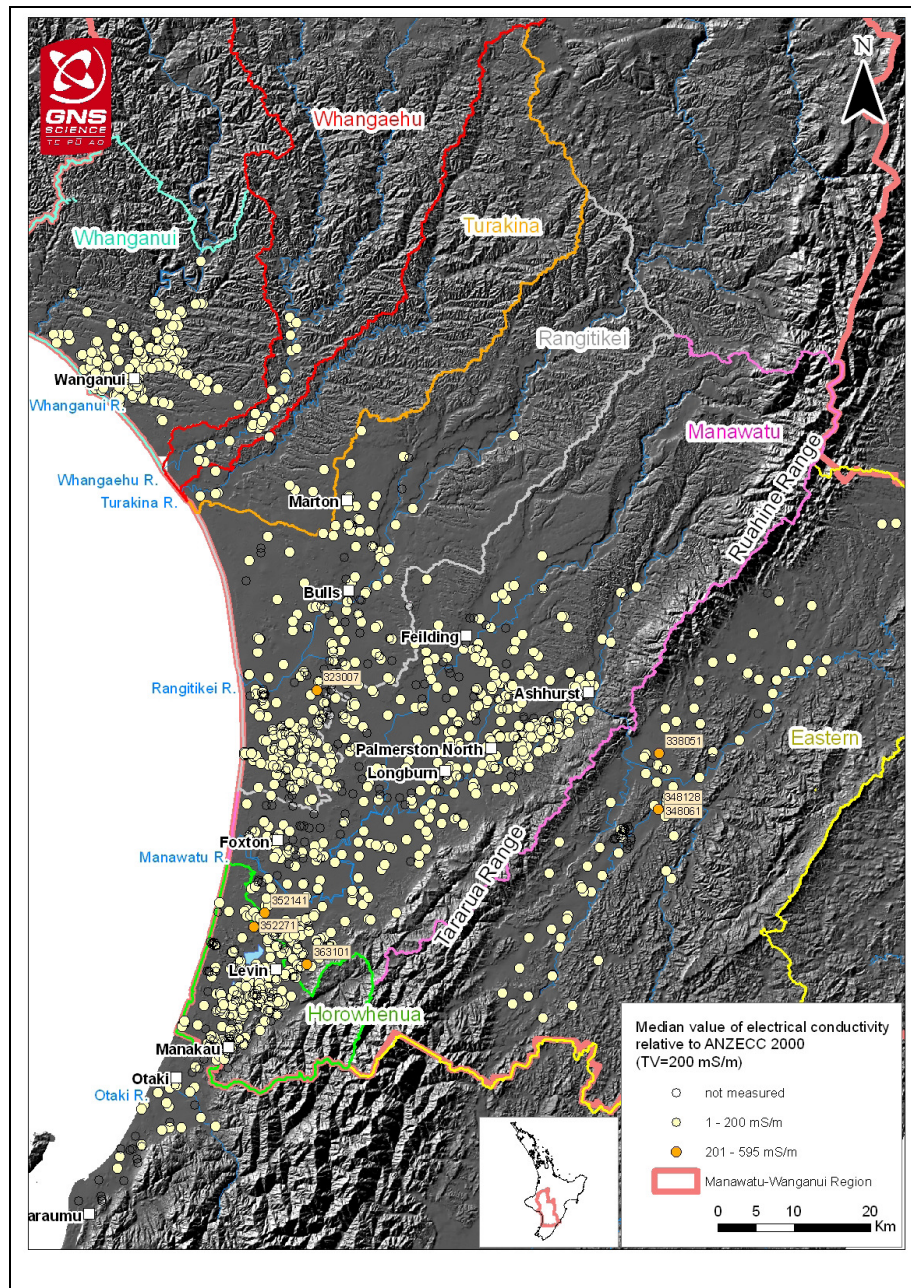 GNS
SCIENCE
TE PŪ AO
N
Whangaehu
Whanganui
Turakina
Rangitikei
Wanganui
Whanganui R.
Manawatu
Ruahine Range
Whangaehu R.
Turakina R.
Marton
Bulls
Feilding
323007
Rangitikei R.
Ashhurst
Eastern
338051
Palmerston North
Longburn
348128
348061
Foxton
Manawatu R.
Tararua Range
352141
352271
363101
Levin
Horowhenua
Manakau
Otaki
Otaki R.
araumu
Median value of electrical conductivity
relative to ANZECC 2000
(TV=200 mS/m)
not measured
1 - 200 mS/m
201 - 595 mS/m
Manawatu-Wanganui Region
0 10 20
Km